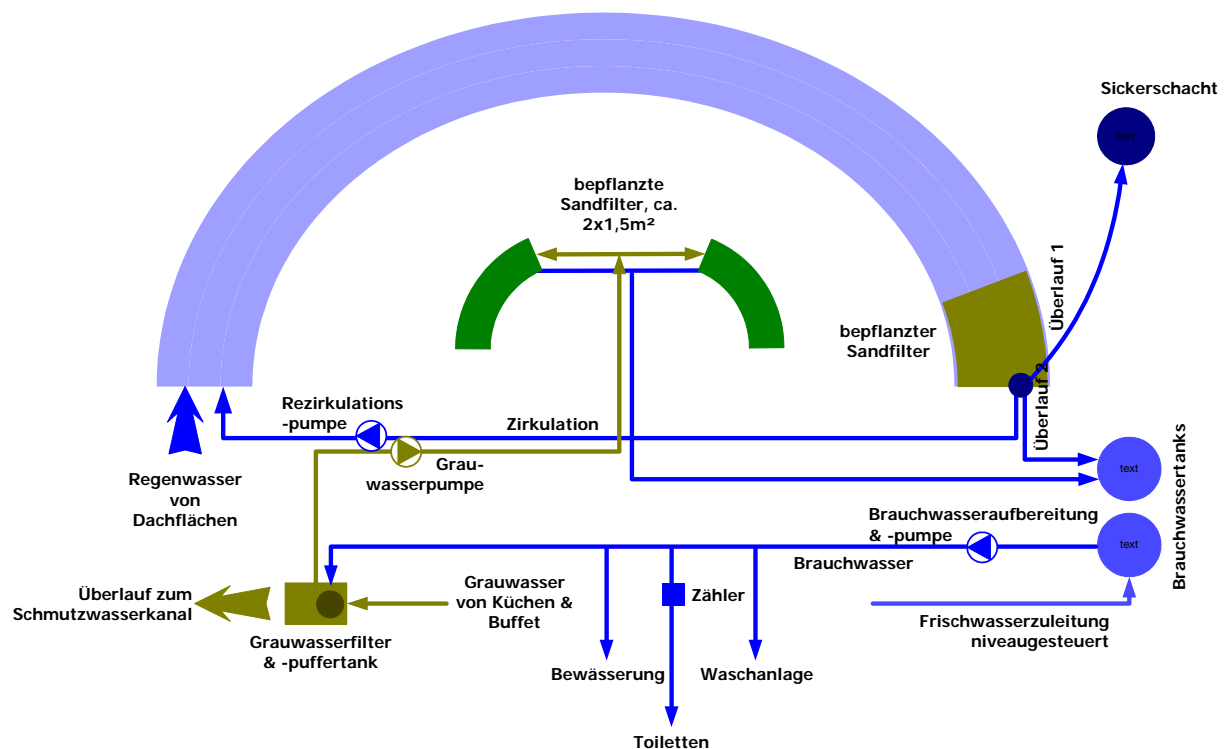 Sickerschacht
text
bepflanzte
Sandfilter, ca.
2x1,5m²
Überlauf 1
bepflanzter
Sandfilter
Überlauf 2
Rezirkulations
-pumpe
Zirkulation
Grau-
wasserpumpe
Regenwasser
von
Dachflächen
text
Brauchwassertanks
Brauchwasseraufbereitung
& -pumpe
text
Brauchwasser
Überlauf zum
Schmutzwasserkanal
Grauwasser
von Küchen &
Buffet
Zähler
Frischwasserzuleitung
niveaugesteuert
Grauwasserfilter
& -puffertank
Bewässerung
Waschanlage
Toiletten